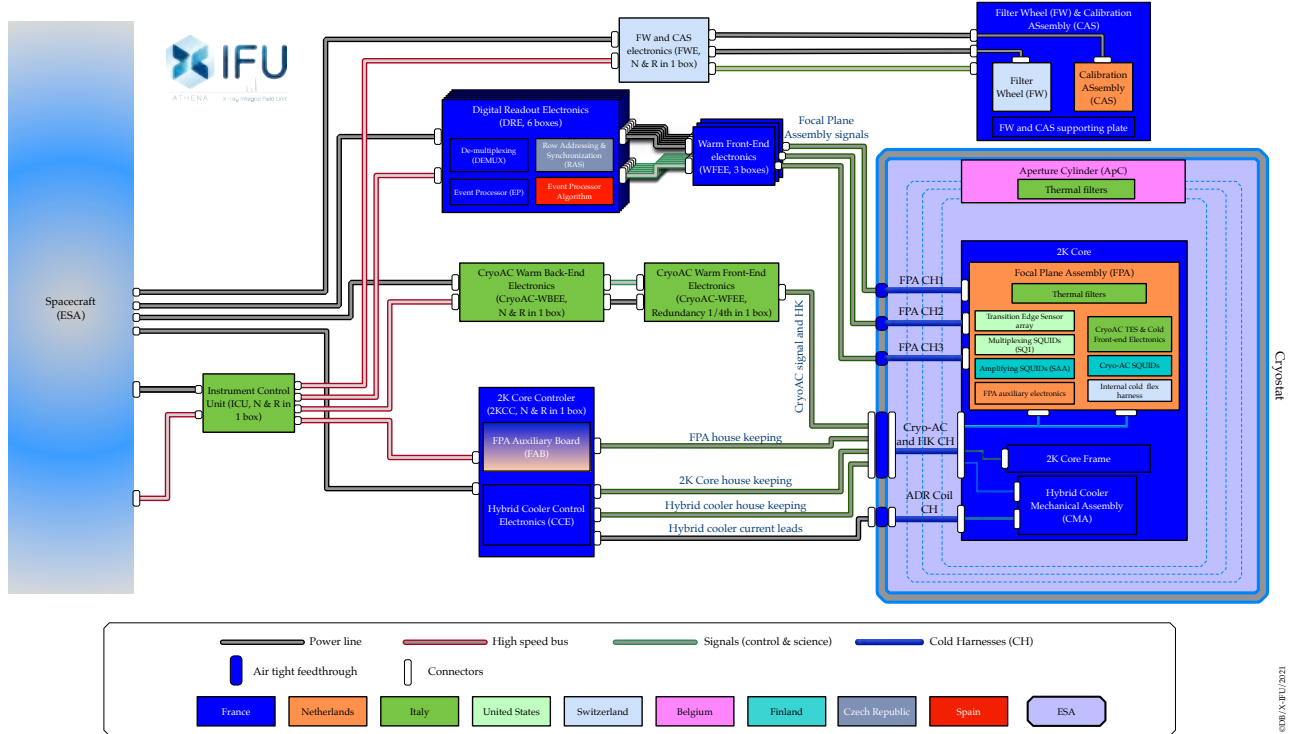 IFU
ATHENA
X-ray Integral Field Unit
Spacecraft
(ESA)
FW and CAS
electronics (FWE,
N & R in 1 box)
Filter Wheel (FW) & Calibration
ASsembly (CAS)
Filter
Wheel (FW)
Calibration
ASsembly
(CAS)
FW and CAS supporting plate
Digital Readout Electronics
(DRE, 6 boxes)
De-multiplexing
(DEMUX)
Row Addressing &
Synchronization
(RAS)
Event Processor (EP)
Event Processor
Algorithm
Warm Front-End
electronics
(WFEE, 3 boxes)
Focal Plane
Assembly signals
Aperture Cylinder (ApC)
Thermal filters
CryoAC Warm Back-End
Electronics
(CryoAC-WBEE,
N & R in 1 box)
CryoAC Warm Front-End
Electronics
(CryoAC-WFEE,
Redundancy 1/4th in 1 box)
CryoAC signal and HK
FPA CH1
FPA CH2
FPA CH3
2K Core
Focal Plane Assembly (FPA)
Thermal filters
Transition Edge Sensor
array
Multiplexing SQUIDs
(SQ1)
Amplifying SQUIDs (SAA)
FPA auxiliary electronics
CryoAC TES & Cold
Front-end Electronics
Cryo-AC SQUIDs
Internal cold flex
harness
Cryostat
Instrument Control
Unit (ICU, N & R in
1 box)
2K Core Controler
(2KCC, N & R in 1 box)
FPA Auxiliary Board
(FAB)
Hybrid Cooler Control
Electronics (CCE)
FPA house keeping
2K Core house keeping
Hybrid cooler house keeping
Hybrid cooler current leads
Cryo-AC
and HK CH
ADR Coil
CH
2K Core Frame
Hybrid Cooler
Mechanical Assembly
(CMA)
Power line
High speed bus
Signals (control & science)
Cold Harnesses (CH)
Air tight feedthrough
Connectors
France
Netherlands
Italy
United States
Switzerland
Belgium
Finland
Czech Republic
Spain
ESA
©DB/X-IFU/2021